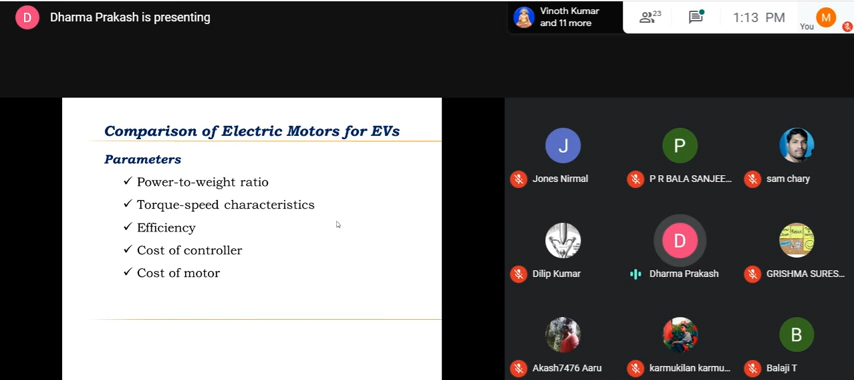 D
Dharma Prakash is presenting
Vinoth Kumar
and 11 more
23
1:13 PM
M
You
Comparison of Electric Motors for EVs
Parameters
✓ Power-to-weight ratio
✓ Torque-speed characteristics
✓ Efficiency
✓ Cost of controller
✓ Cost of motor
J
P
Jones Nirmal
P R BALA SANJEE...
sam chary
D
Dilip Kumar
Dharma Prakash
GRISHMA SURES...
B
Akash7476 Aaru
karmukilan karmu...
Balaji T